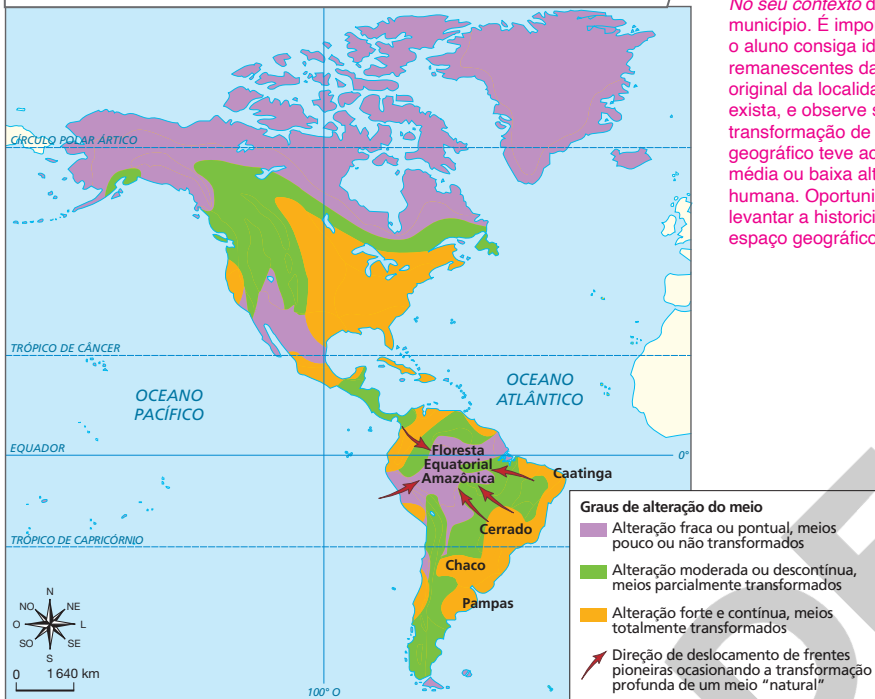 No seu contexto d
município. É impo
o aluno consiga id
remanescentes da
original da localida
exista, e observe s
transformação de
geográfico teve ac
média ou baixa alt
humana. Oportuni
levantar a historici
espaço geográfico
CÍRCULO POLAR ÁRTICO
TRÓPICO DE CÂNCER
OCEANO
PACÍFICO
OCEANO
ATLÂNTICO
EQUADOR
0°
Floresta
Equatorial
Amazônica
Caatinga
Cerrado
TRÓPICO DE CAPRICÓRNIO
Chaco
Pampas
N
NO
NE
O
L
SO
SE
S
0
1 640 km
100° O
Graus de alteração do meio
Alteração fraca ou pontual, meios
pouco ou não transformados
Alteração moderada ou descontínua,
meios parcialmente transformados
Alteração forte e contínua, meios
totalmente transformados
Direção de deslocamento de frentes
pioneiras ocasionando a transformação
profunda de um meio "natural"